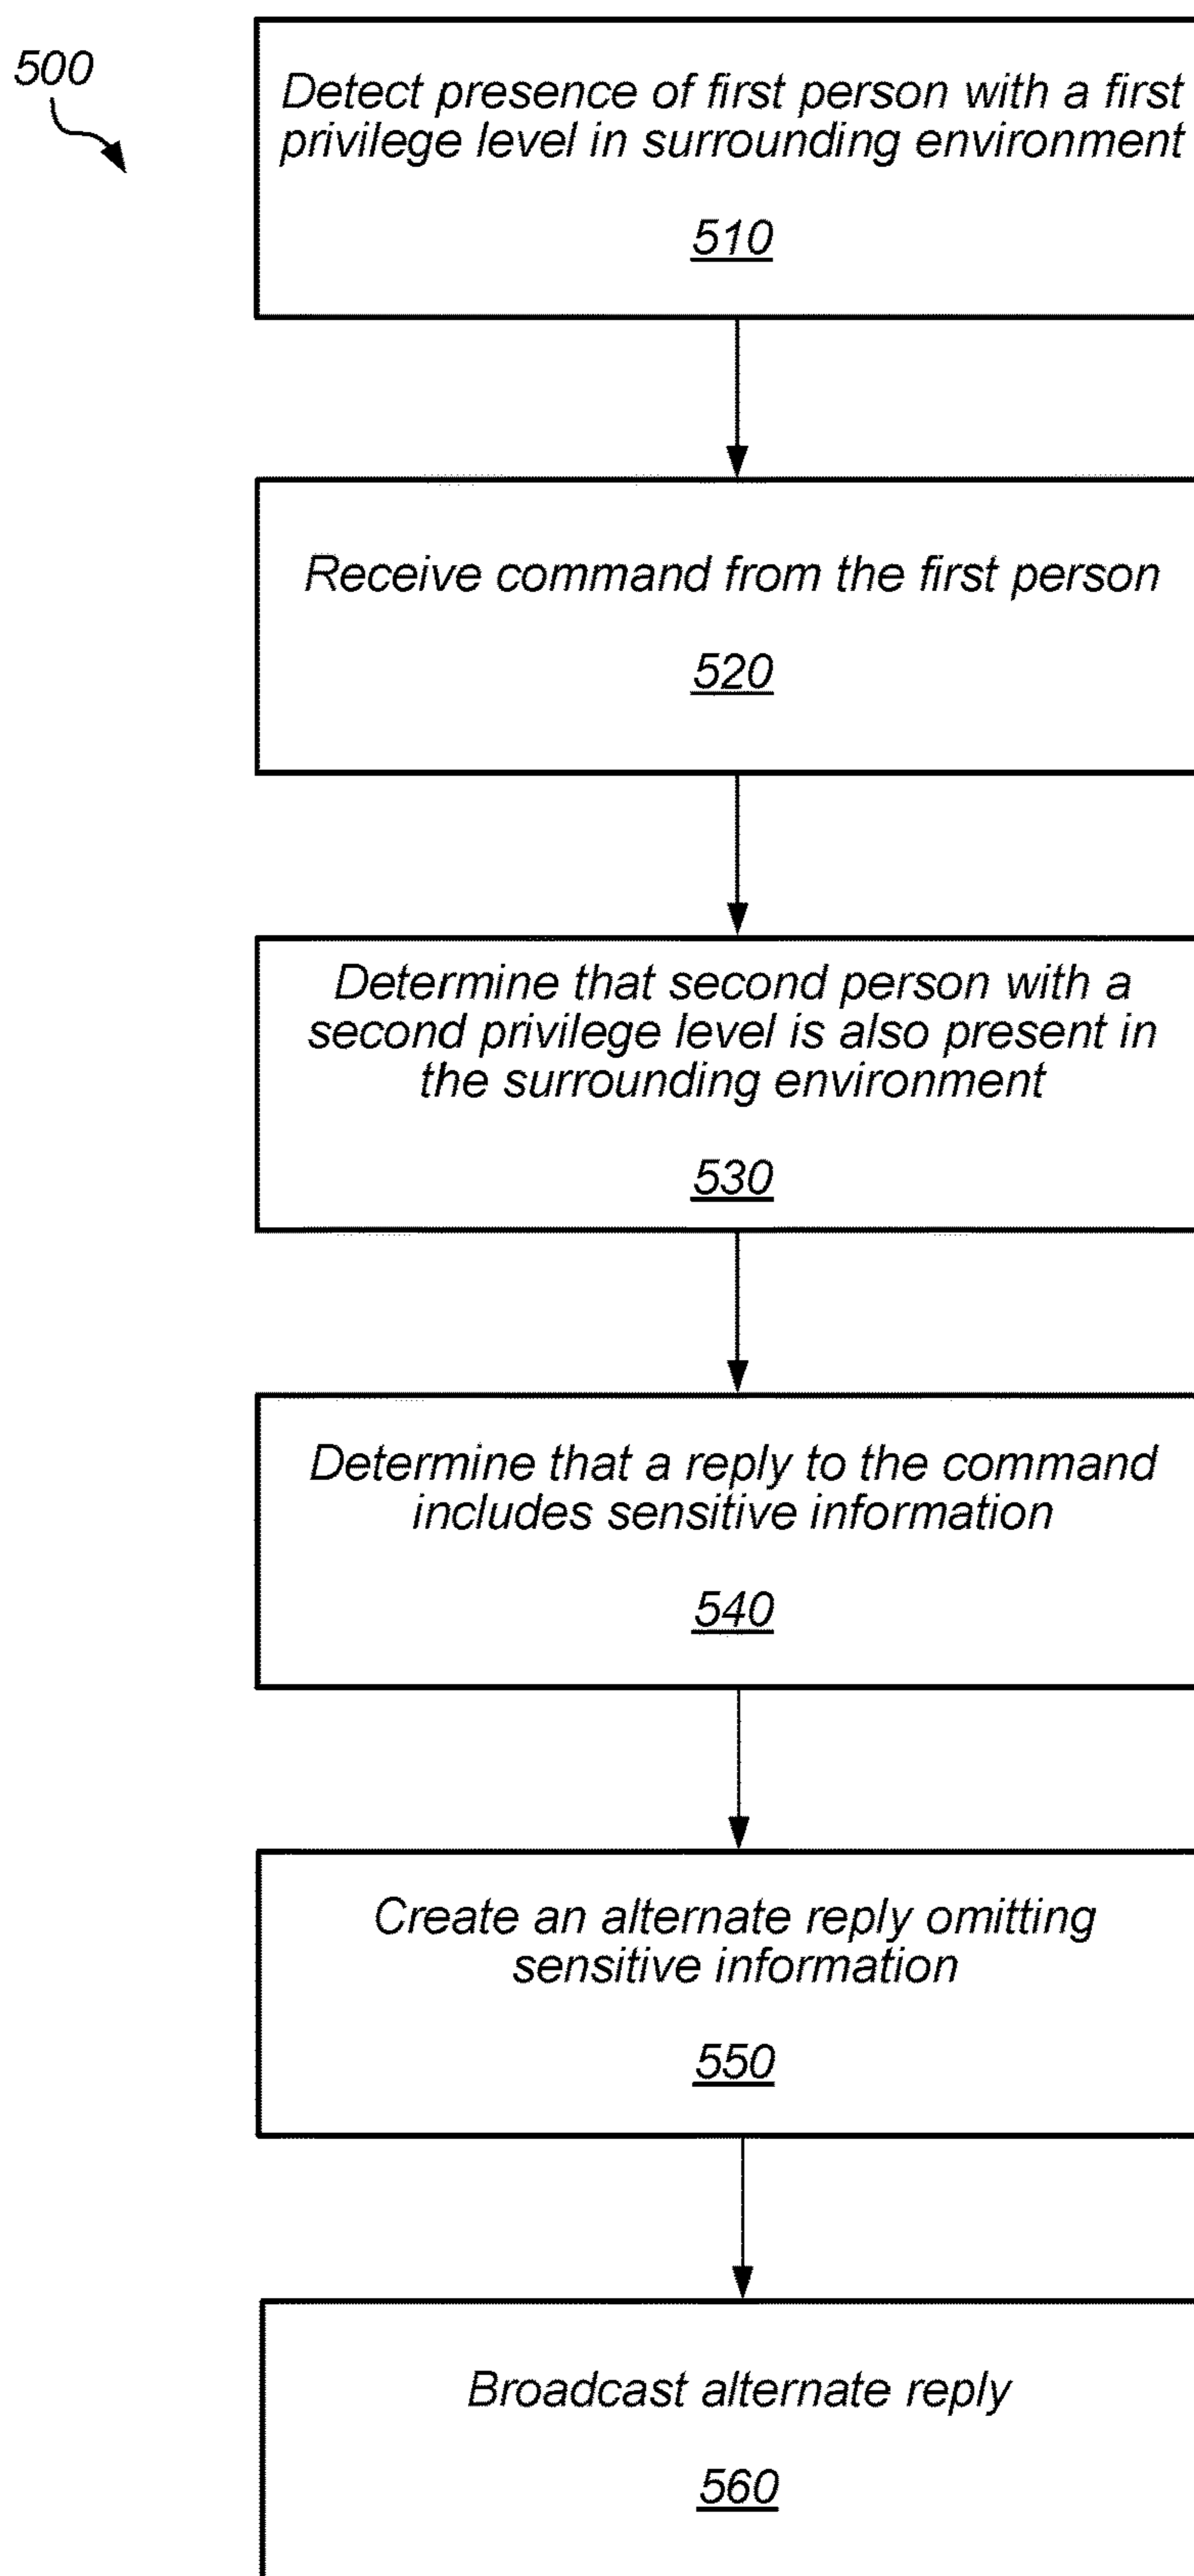 500
Detect presence of first person with a first
privilege level in surrounding environment
510
Receive command from the first person
520
Determine that second person with a
second privilege level is also present in
the surrounding environment
530
Determine that a reply to the command
includes sensitive information
540
Create an alternate reply omitting
sensitive information
550
Broadcast alternate reply
560